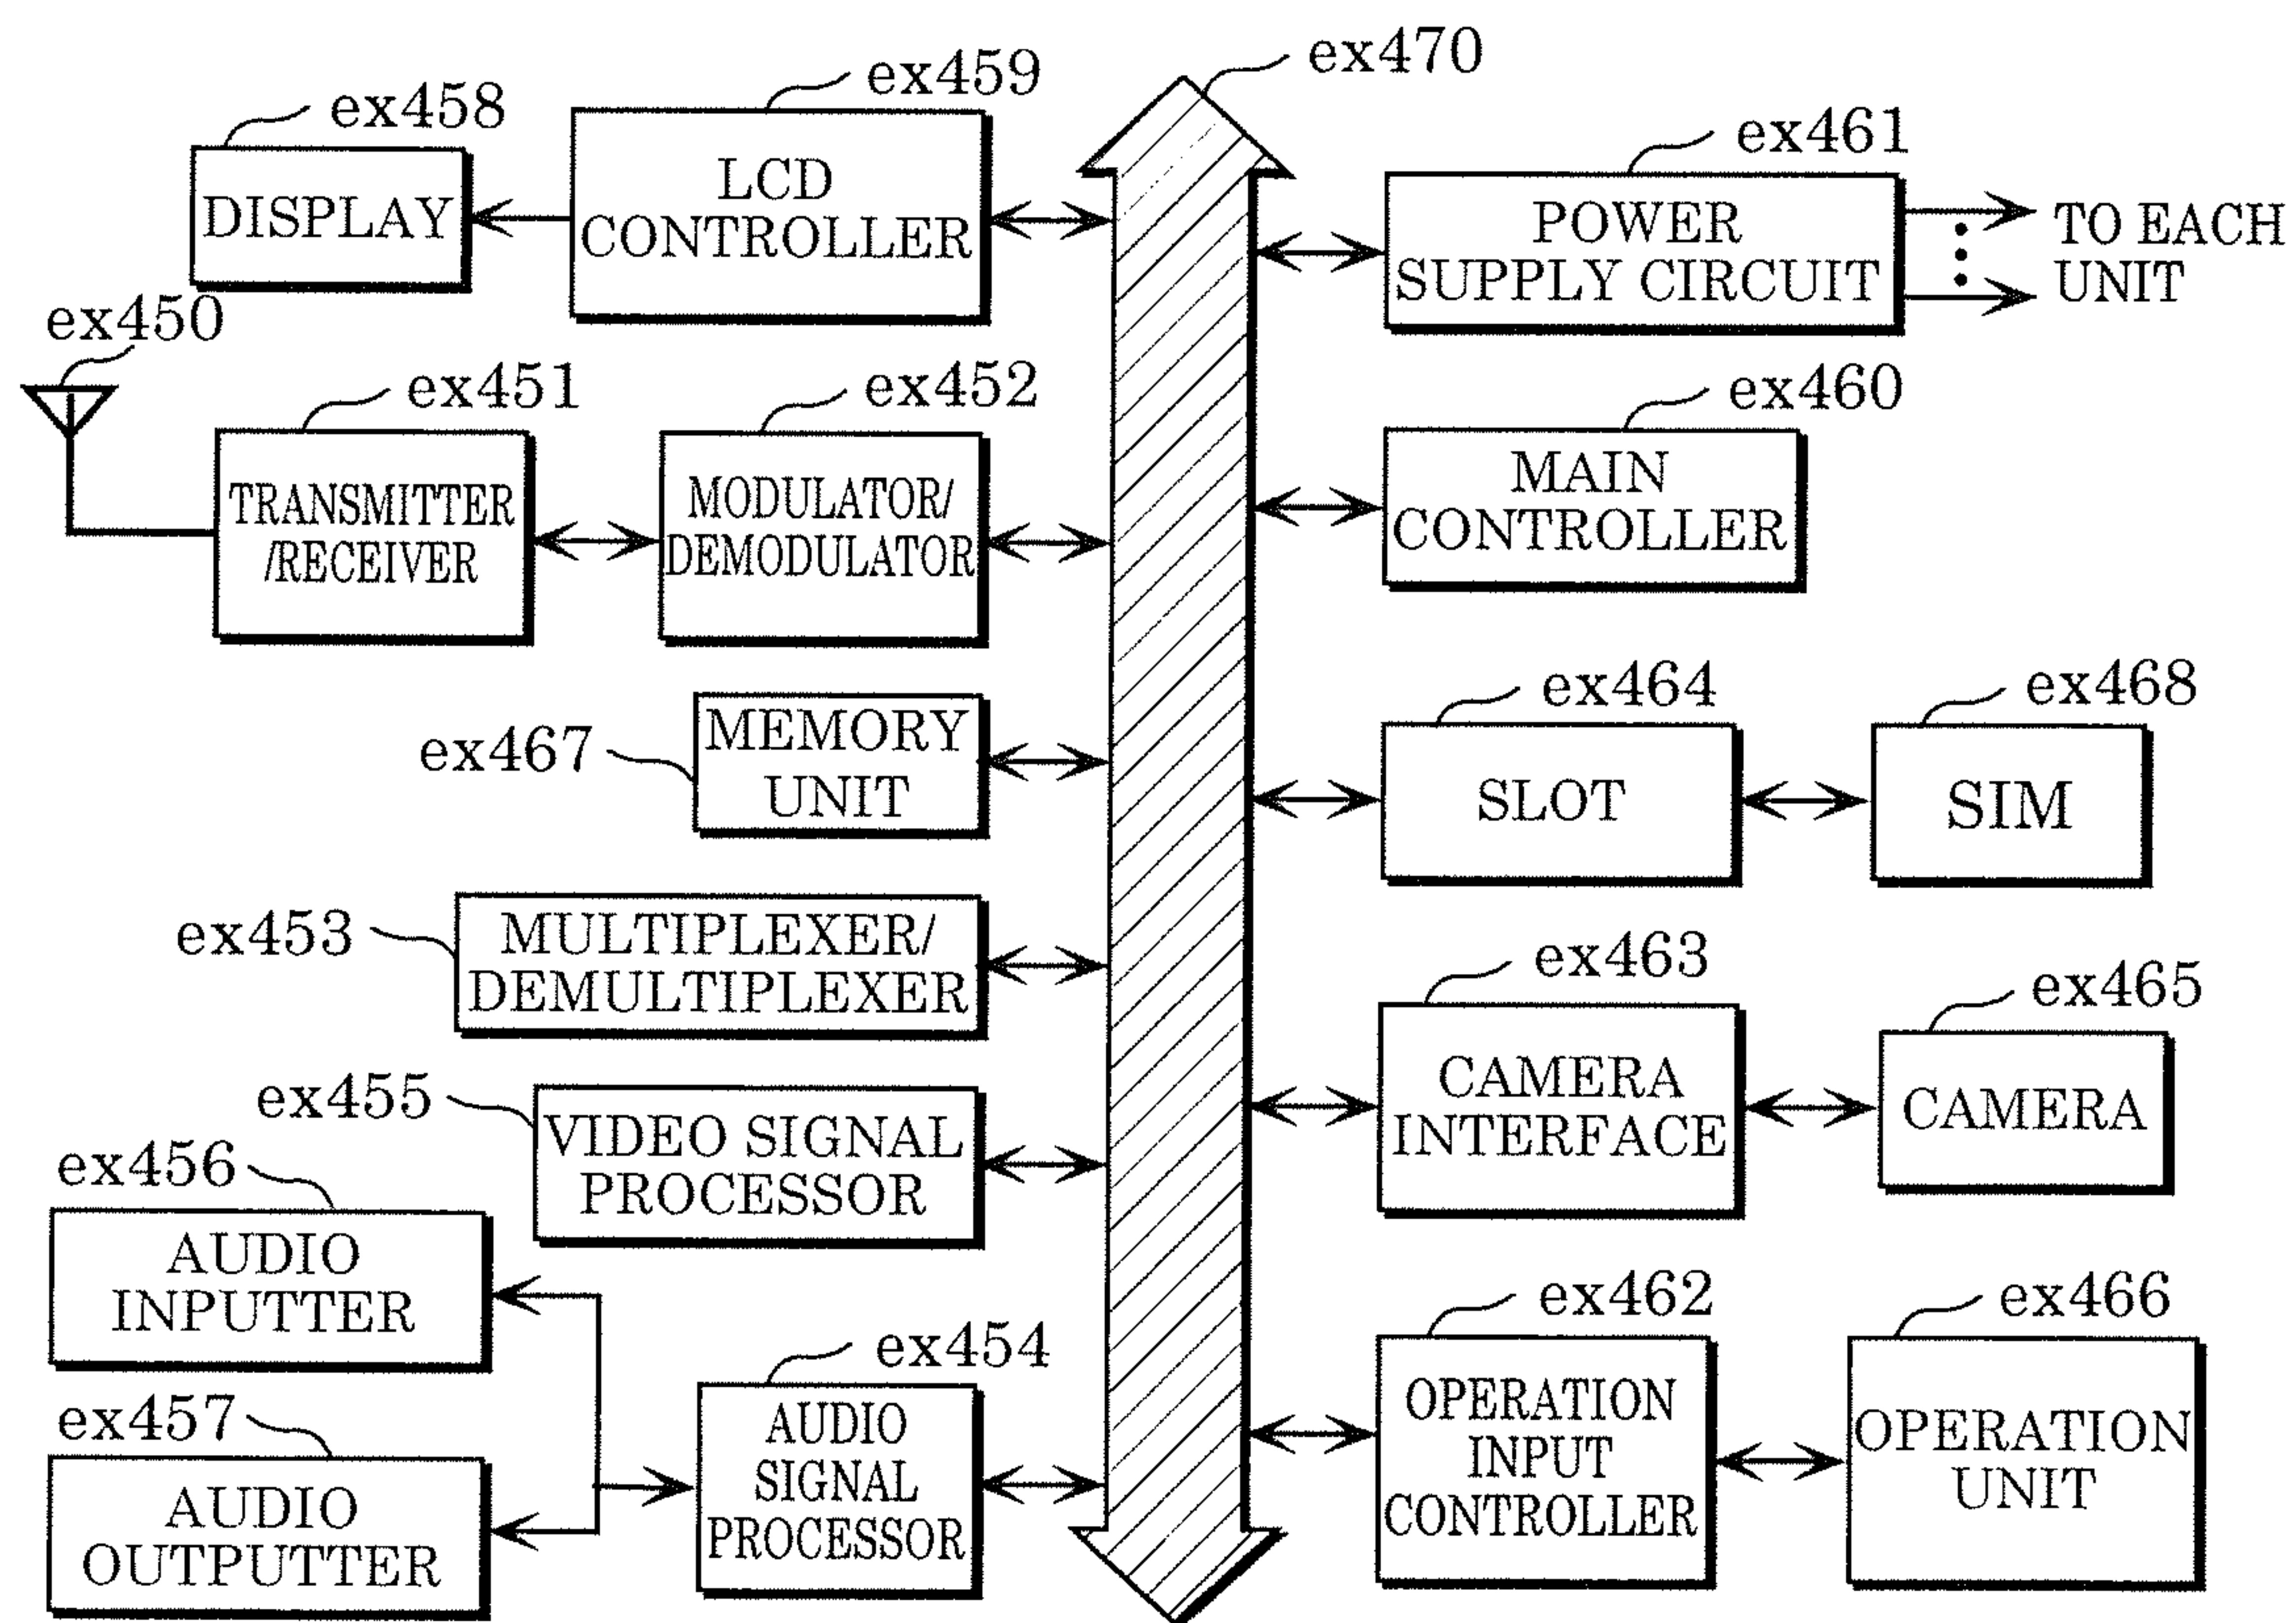 ex470
ex459
ex458
LCD
CONTROLLER
DISPLAY
ex461
POWER
SUPPLY CIRCUIT
TO EACH
UNIT
ex450
ex451
TRANSMITTER
/RECEIVER
ex452
MODULATOR/
DEMODULATOR
ex460
MAIN
CONTROLLER
ex467
MEMORY
UNIT
ex464
SLOT
ex468
SIM
ex453
MULTIPLEXER/
DEMULTIPLEXER
ex463
CAMERA
INTERFACE
ex465
CAMERA
ex455
VIDEO SIGNAL
PROCESSOR
ex456
AUDIO
INPUTTER
ex457
AUDIO
OUTPUTTER
ex454
AUDIO
SIGNAL
PROCESSOR
ex462
OPERATION
INPUT
CONTROLLER
ex466
OPERATION
UNIT